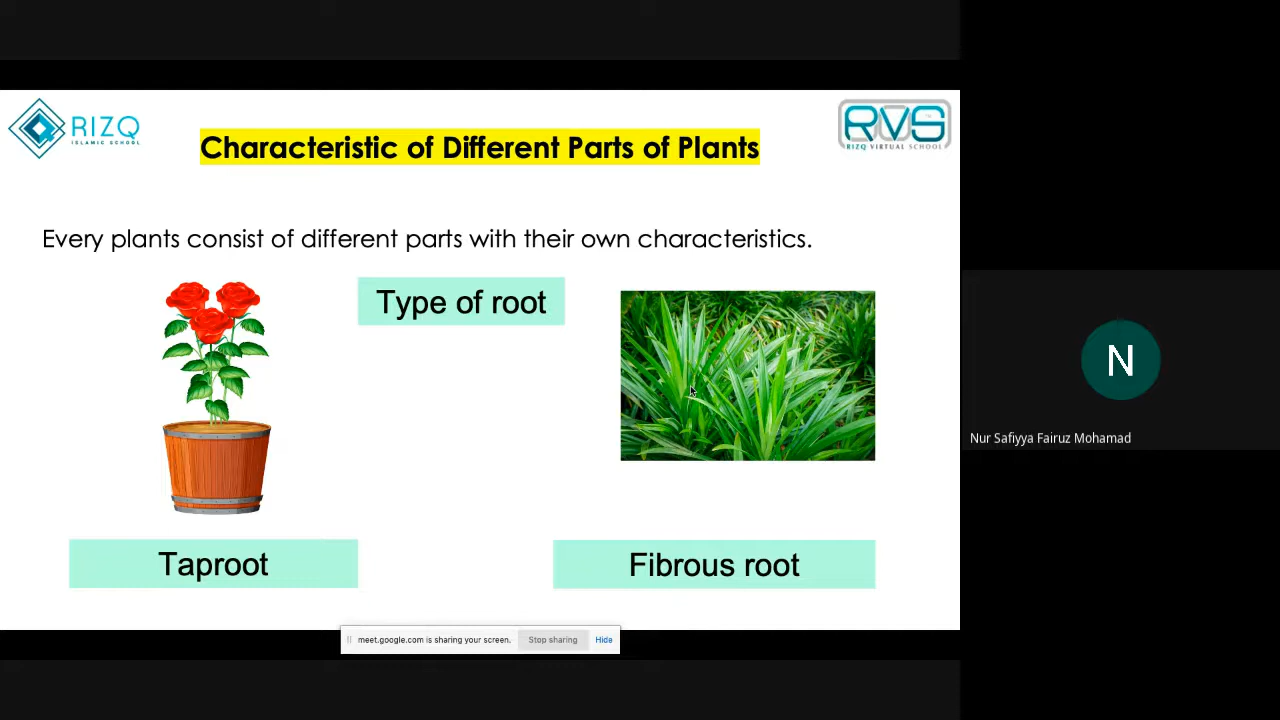 RIZQ
ISLAMIC SCHOOL
RVS
RIZQ VIRTUAL SCHOOL
Characteristic of Different Parts of Plants
Every plants consist of different parts with their own characteristics.
Type of root
Taproot
Fibrous root
N
Nur Safiyya Fairuz Mohamad
meet.google.com is sharing your screen.
Stop sharing
Hide